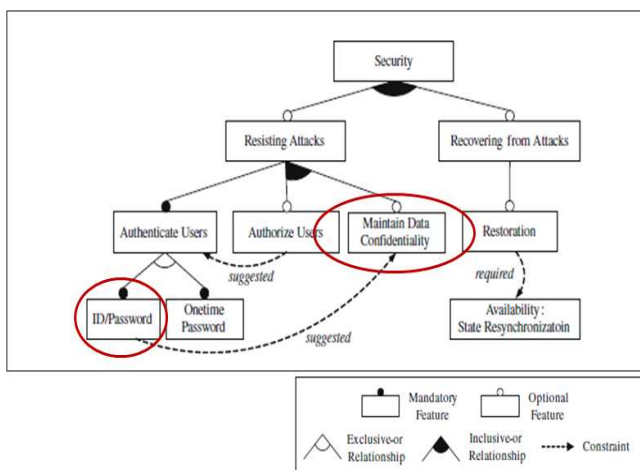 Security
Resisting Attacks
Recovering from Attacks
Authenticate Users
Authorize Users
Maintain Data
Confidentiality
Restoration
suggested
required
ID/Password
Onetime
Password
suggested
Availability:
State Resynchronizatoin
Mandatory
Feature
Optional
Feature
Exclusive-or
Relationship
Inclusive-or
Relationship
Constraint